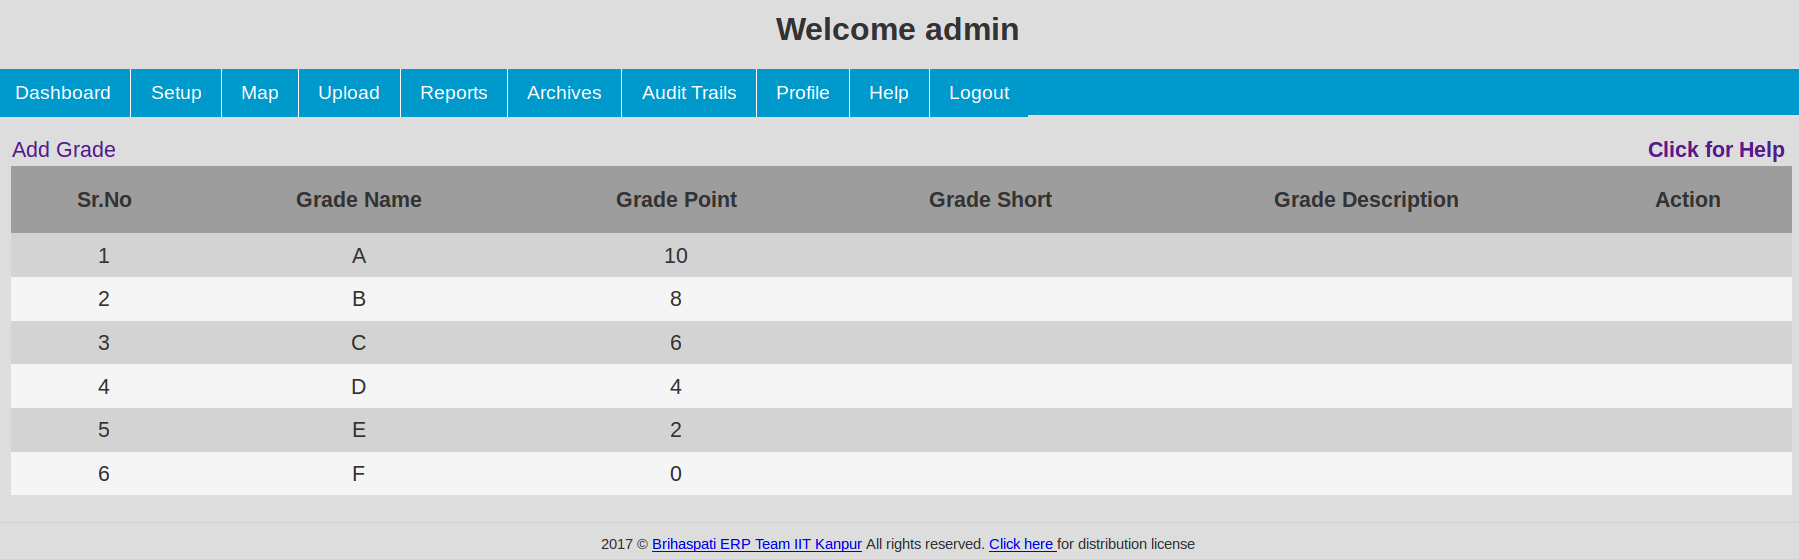 Welcome admin
Dashboard Setup Map Upload Reports Archives Audit Trails Profile Help Logout
Add Grade Click for Help
Sr.No Grade Name Grade Point Grade Short Grade Description Action
1 A 10
2 B 8
3 C 6
4 D 4
5 E 2
6 F 0
2017 © Brihaspati ERP Team IIT Kanpur All rights reserved. Click here for distribution license